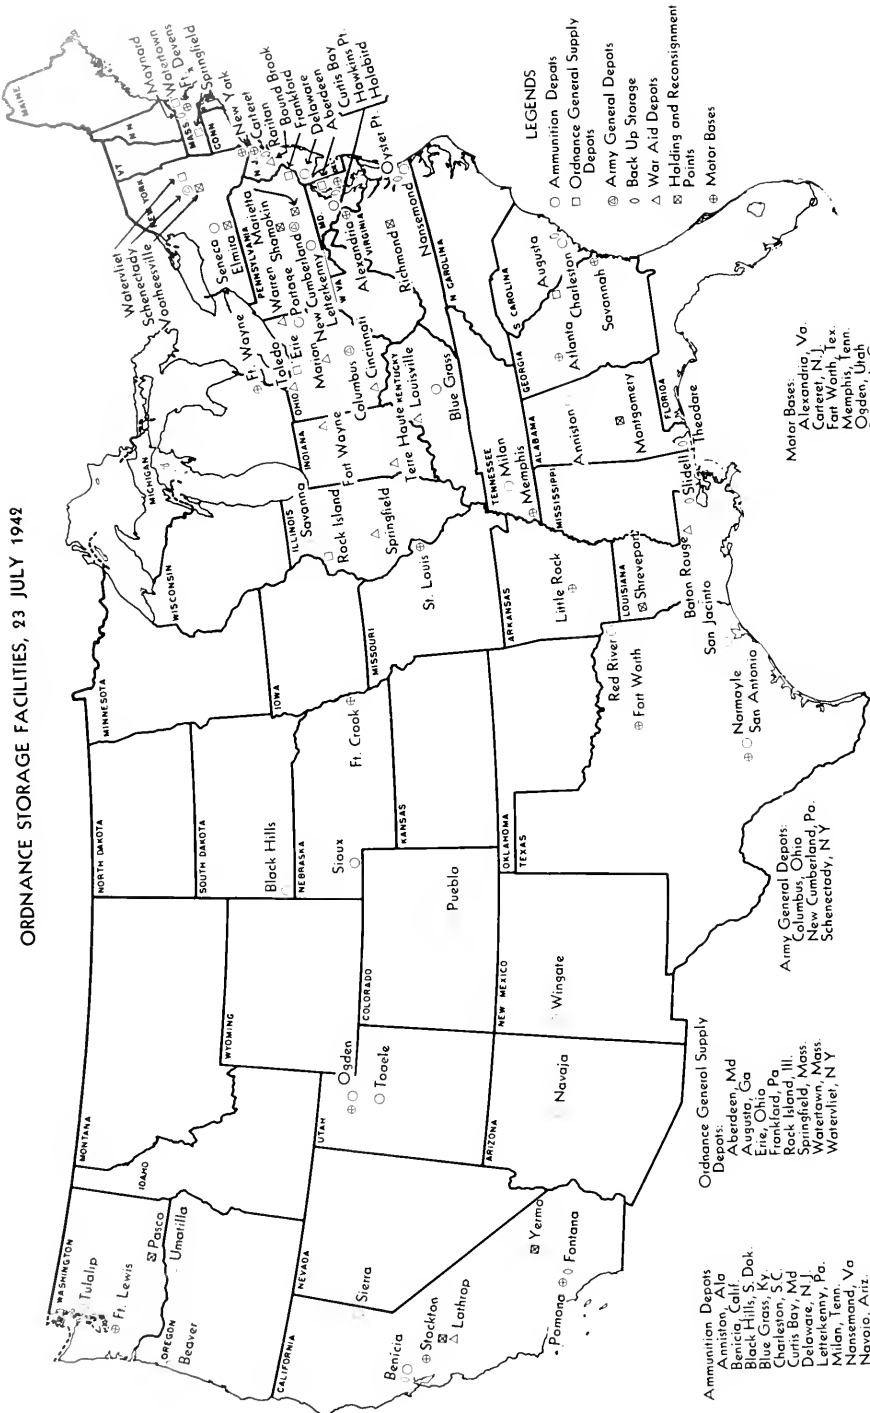 ORDNANCE STORAGE FACILITIES, 23 JULY 1942
WASHINGTON
Tulalip
Ft. Lewis
Pasco
Umatilla
OREGON
Beaver
IDAHO
MONTANA
WYOMING
NEVADA
Sierra
CALIFORNIA
Benicia
Stockton
Lathrop
Yermo
Pomona
Fontana
UTAH
Ogden
Tooele
ARIZONA
Navajo
COLORADO
Pueblo
NEW MEXICO
Wingate
NORTH DAKOTA
SOUTH DAKOTA
Black Hills
NEBRASKA
Sioux
Ft. Crook
KANSAS
OKLAHOMA
TEXAS
Red River
Fort Worth
Normoyle
San Antonio
San Jacinto
MINNESOTA
IOWA
MISSOURI
St. Louis
ARKANSAS
Little Rock
LOUISIANA
Shreveport
Baton Rouge
WISCONSIN
MICHIGAN
ILLINOIS
Savanna
Rock Island
Springfield
INDIANA
Fort Wayne
Terre Haute
OHIO
Ft. Wayne
Toledo
Erie
Marion
Columbus
Cincinnati
KENTUCKY
Louisville
Blue Grass
TENNESSEE
Milan
Memphis
MISSISSIPPI
ALABAMA
Anniston
Montgomery
Slidell
Theodore
FLORIDA
GEORGIA
Atlanta
Augusta
Savannah
S CAROLINA
Charleston
N CAROLINA
VIRGINIA
Richmond
Nansemond
Alexandria
W VA
MD.
PENNSYLVANIA
Marietta
Warren
Shamokin
Portage
New Cumberland
Letterkenny
NEW YORK
Seneca
Elmira
Watervliet
Schenectady
Voorheesville
VT
N H
MAINE
MASS
CONN
Maynard
Watertown
Ft. Devens
Springfield
New York
Carteret
N J
Raritan
Bound Brook
Frankford
Delaware
Aberdeen
Curtis Bay
Hawkins Pt.
Holabird
Oyster Pt.
LEGENDS
Ammunition Depots
Ordnance General Supply
Depots
Army General Depots
Back Up Storage
War Aid Depots
Holding and Reconsignment
Points
Motor Bases
Ammunition Depots
Anniston, Ala
Benicia, Calif.
Black Hills, S. Dak.
Blue Grass, Ky.
Charleston, S.C.
Curtis Bay, Md
Delaware, N.J.
Letterkenny, Pa.
Milan, Tenn.
Nansemond, Va
Navajo, Ariz.
Ordnance General Supply
Depots:
Aberdeen, Md
Augusta, Ga
Erie, Ohio
Frankford, Pa
Rock Island, Ill.
Springfield, Mass.
Watertown, Mass.
Watervliet, N Y
Army General Depots:
Columbus, Ohio
New Cumberland, Pa.
Schenectady, N Y
Motor Bases:
Alexandria, Va.
Carteret, N.J.
Fort Worth, Tex.
Memphis, Tenn.
Ogden, Utah